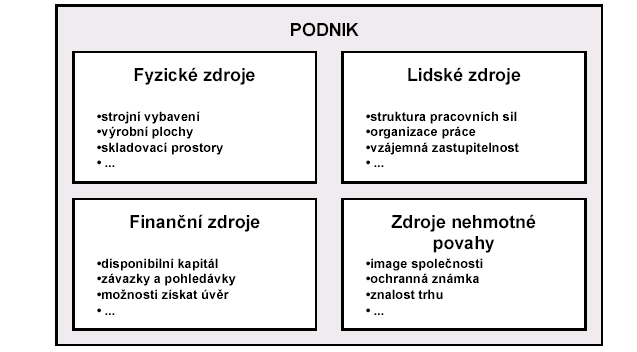 PODNIK
Fyzické zdroje
•strojní vybavení
•výrobní plochy
•skladovací prostory
• ...
Lidské zdroje
•struktura pracovních sil
•organizace práce
•vzájemná zastupitelnost
• ...
Finanční zdroje
•disponibilní kapitál
•závazky a pohledávky
•možnosti získat úvěr
• ...
Zdroje nehmotné
povahy
•image společnosti
•ochranná známka
•znalost trhu
• ...